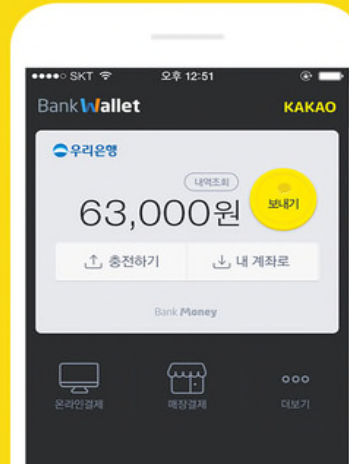 SKT 오후 12:51
BankWallet KAKAO
우리은행
내역조회
63,000원 보내기
충전하기 내 계좌로
Bank Money
온라인결제 매장결제 더보기